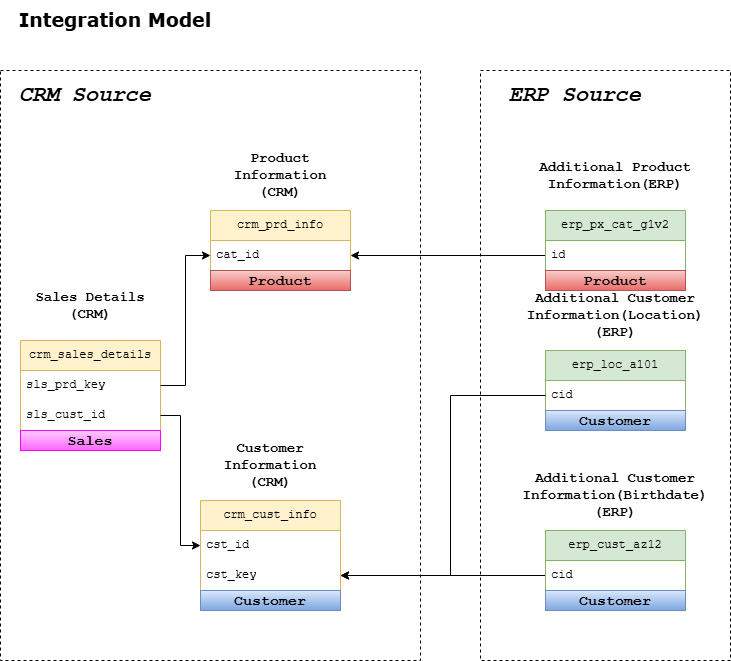 Integration Model
CRM Source
Product
Information
(CRM)
crm_prd_info
cat_id
Product
Sales Details
(CRM)
crm_sales_details
sls_prd_key
sls_cust_id
Sales
Customer
Information
(CRM)
crm_cust_info
cst_id
cst_key
Customer
ERP Source
Additional Product
Information(ERP)
erp_px_cat_g1v2
id
Product
Additional Customer
Information(Location)
(ERP)
erp_loc_a101
cid
Customer
Additional Customer
Information(Birthdate)
(ERP)
erp_cust_az12
cid
Customer